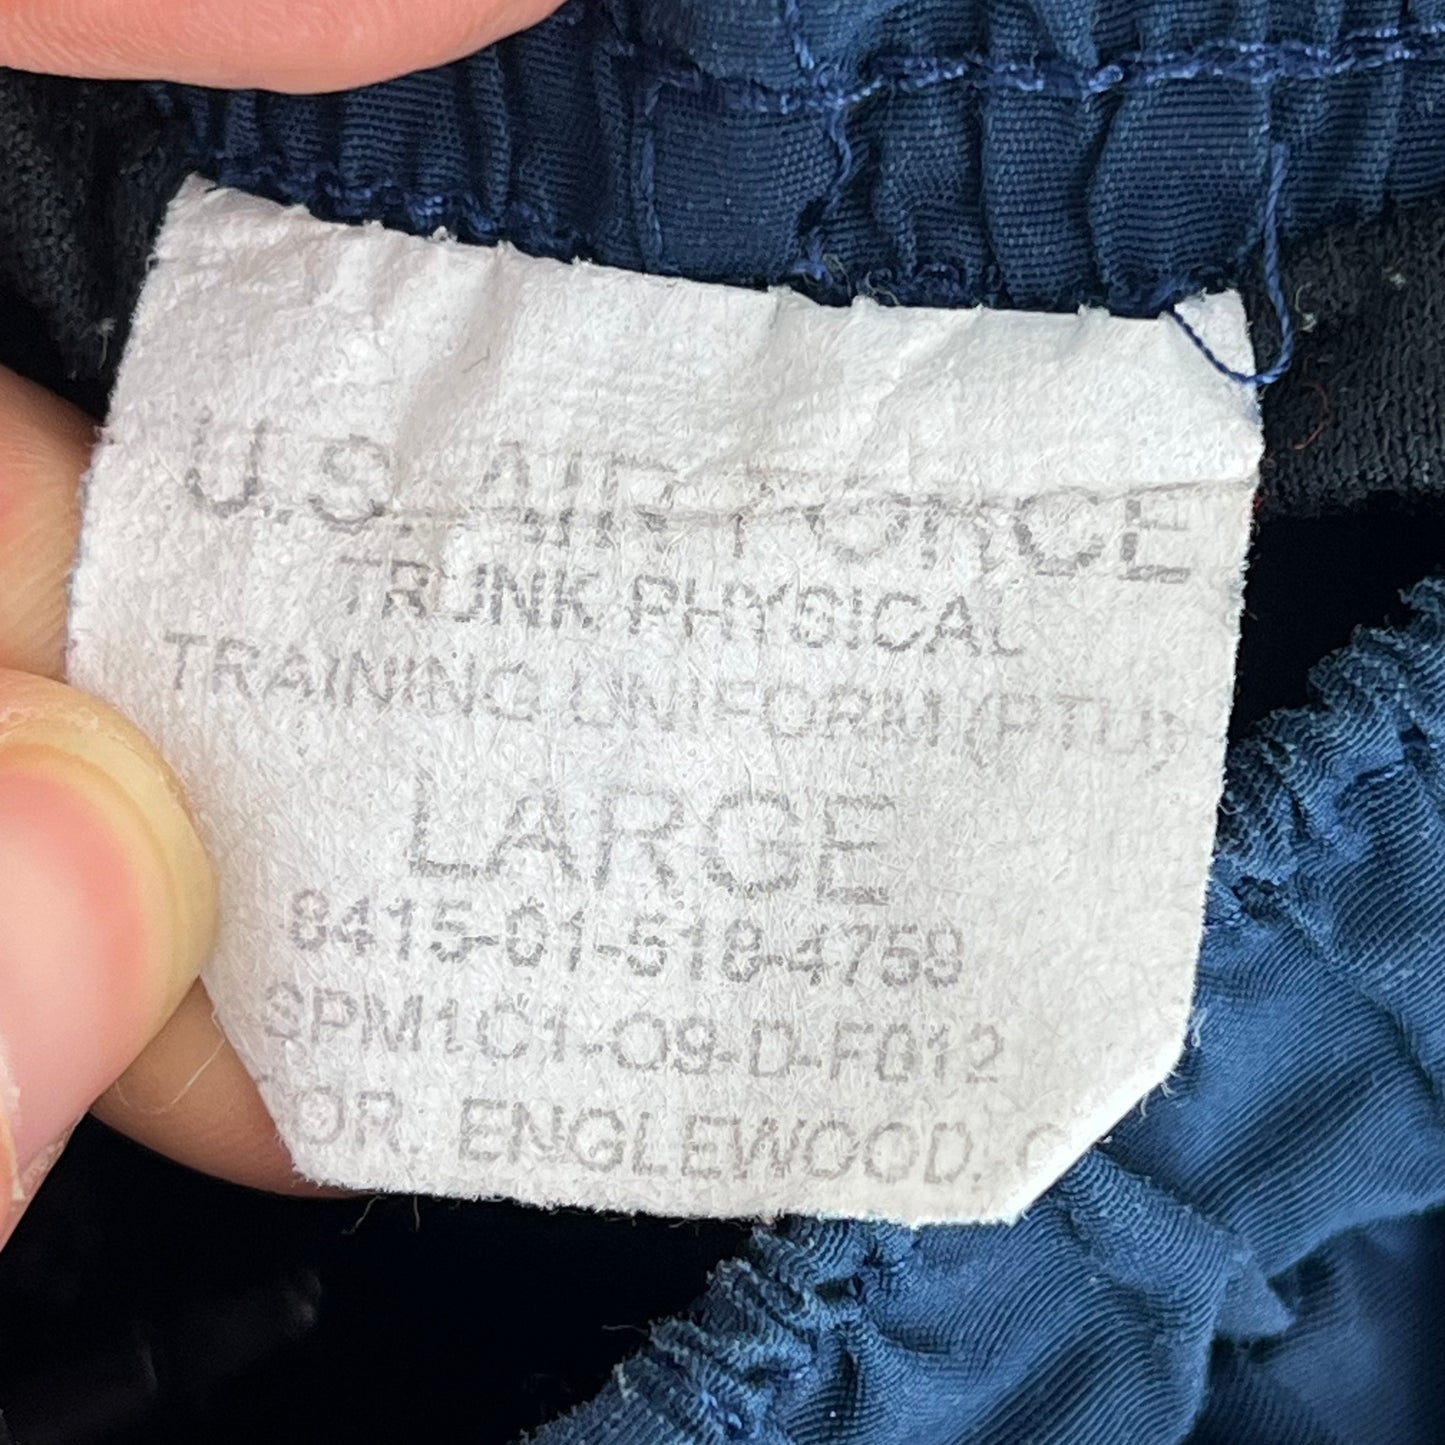 U.S. AIR FORCE
TRUNK PHYSICAL
TRAINING UNIFORM (PTU)
LARGE
8415-01-518-4759
SPM1C1-09-D-F012
ENGLEWOOD,